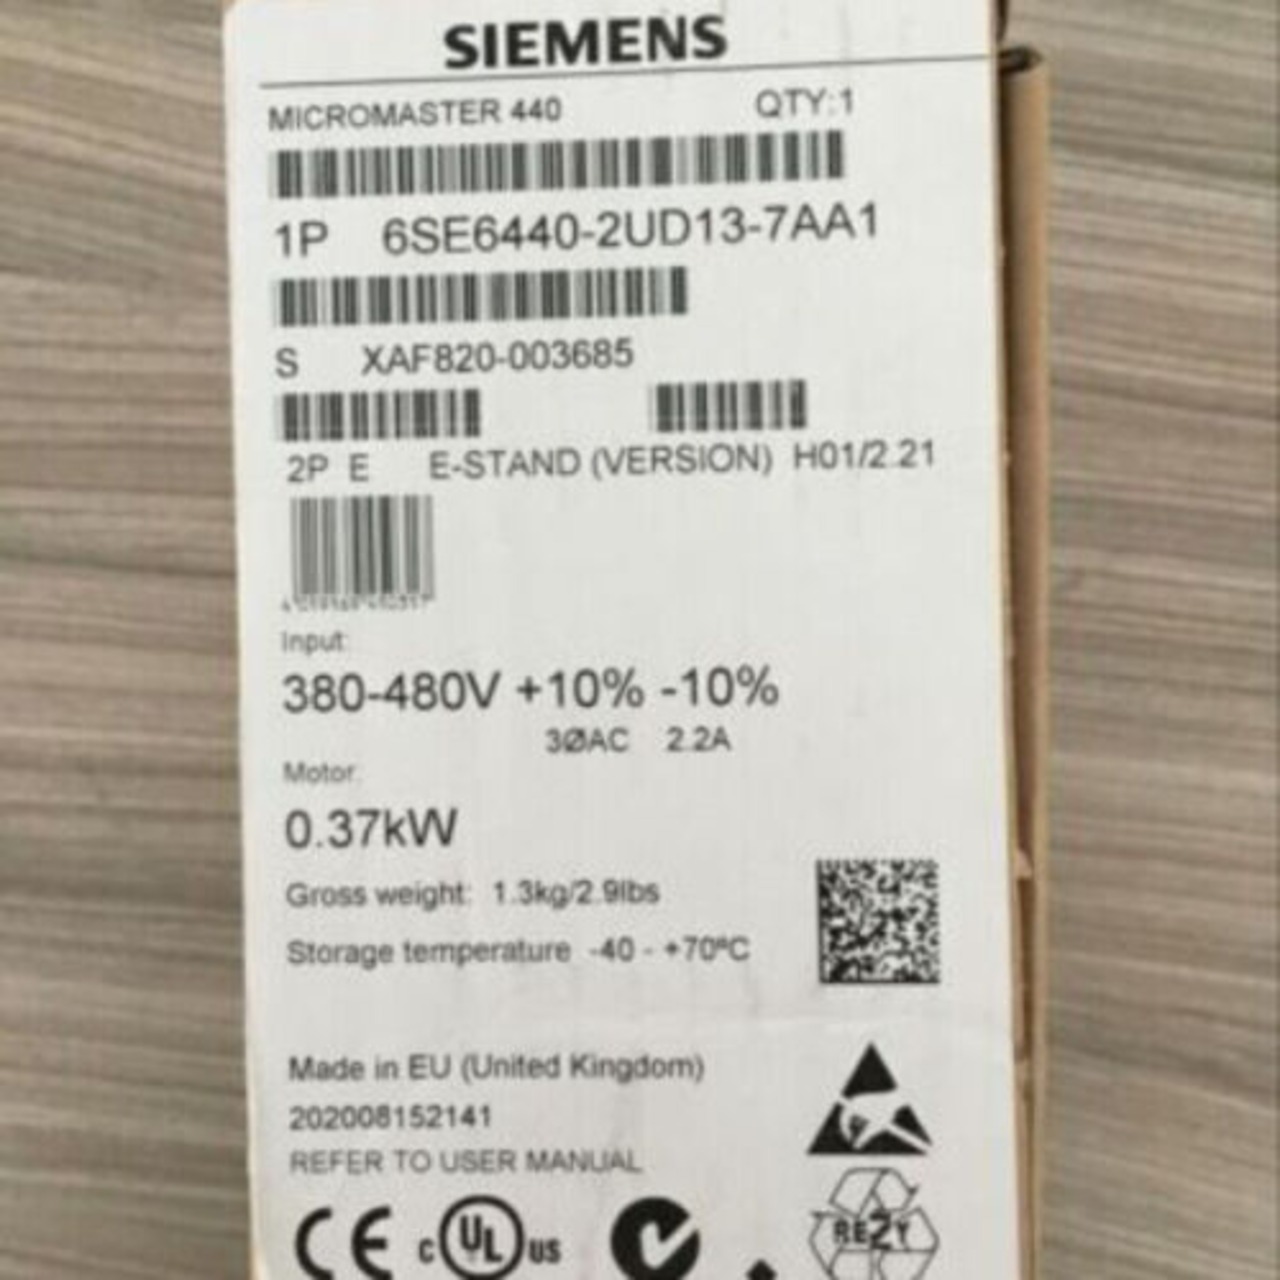 SIEMENS
MICROMASTER 440 QTY:1
1P 6SE6440-2UD13-7AA1
S XAF820-003685
2P E E-STAND (VERSION) H01/2.21
Input:
380-480V +10% -10%
3ØAC 2.2A
Motor:
0.37kW
Gross weight: 1.3kg/2.9lbs
Storage temperature -40 - +70ºC
Made in EU (United Kingdom)
202008152141
REFER TO USER MANUAL
CE c UL US
REZY